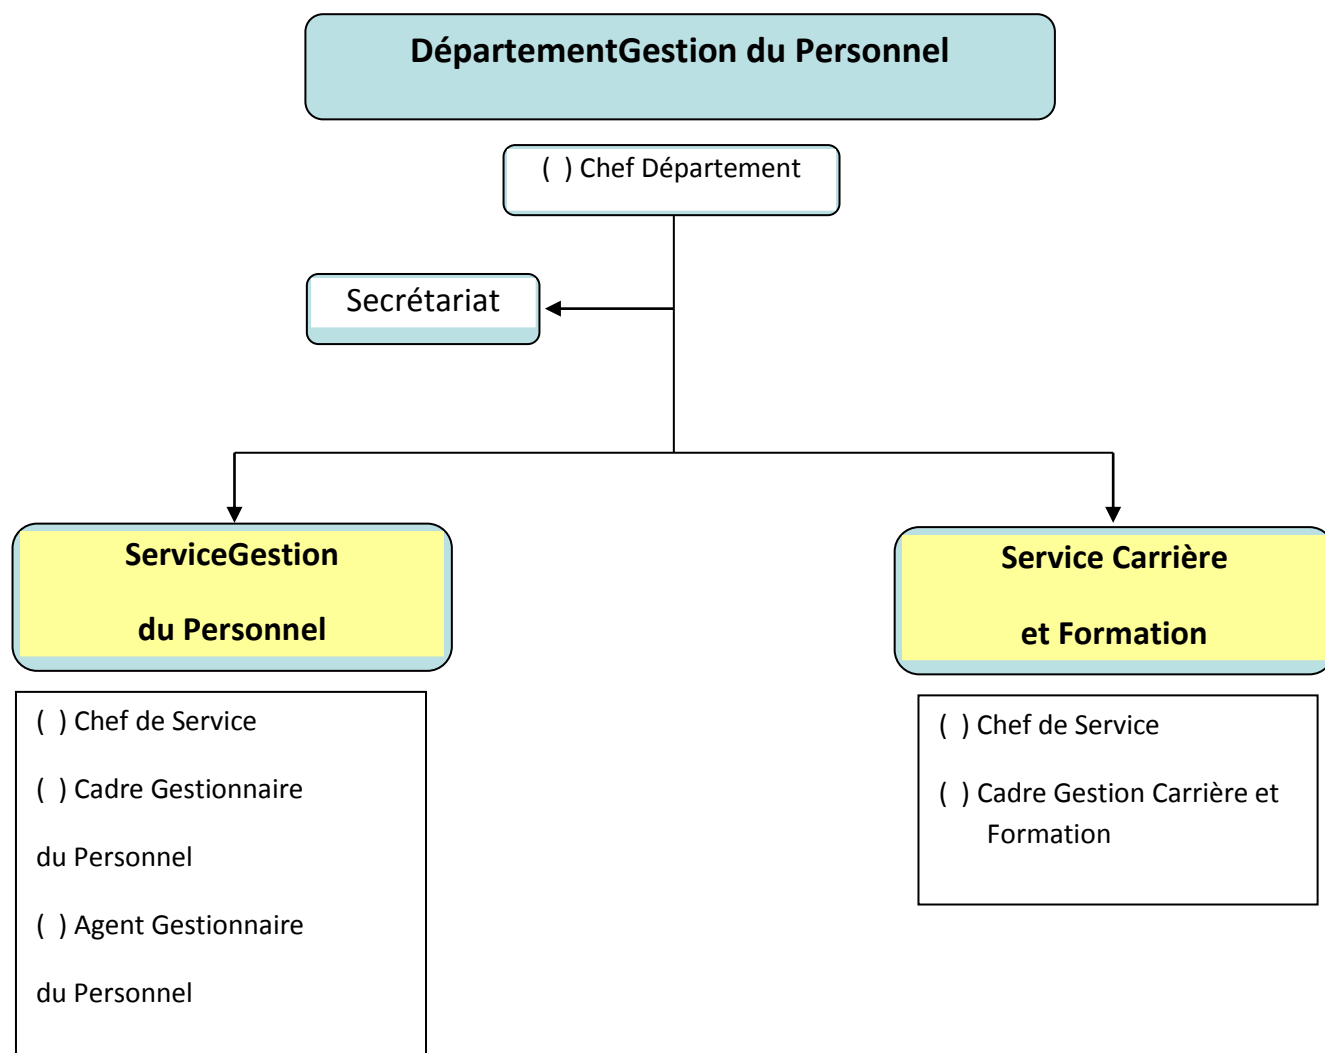 DépartementGestion du Personnel
( ) Chef Département
Secrétariat
ServiceGestion
du Personnel
Service Carrière
et Formation
( ) Chef de Service
( ) Cadre Gestionnaire
du Personnel
( ) Agent Gestionnaire
du Personnel
( ) Chef de Service
( ) Cadre Gestion Carrière et
Formation